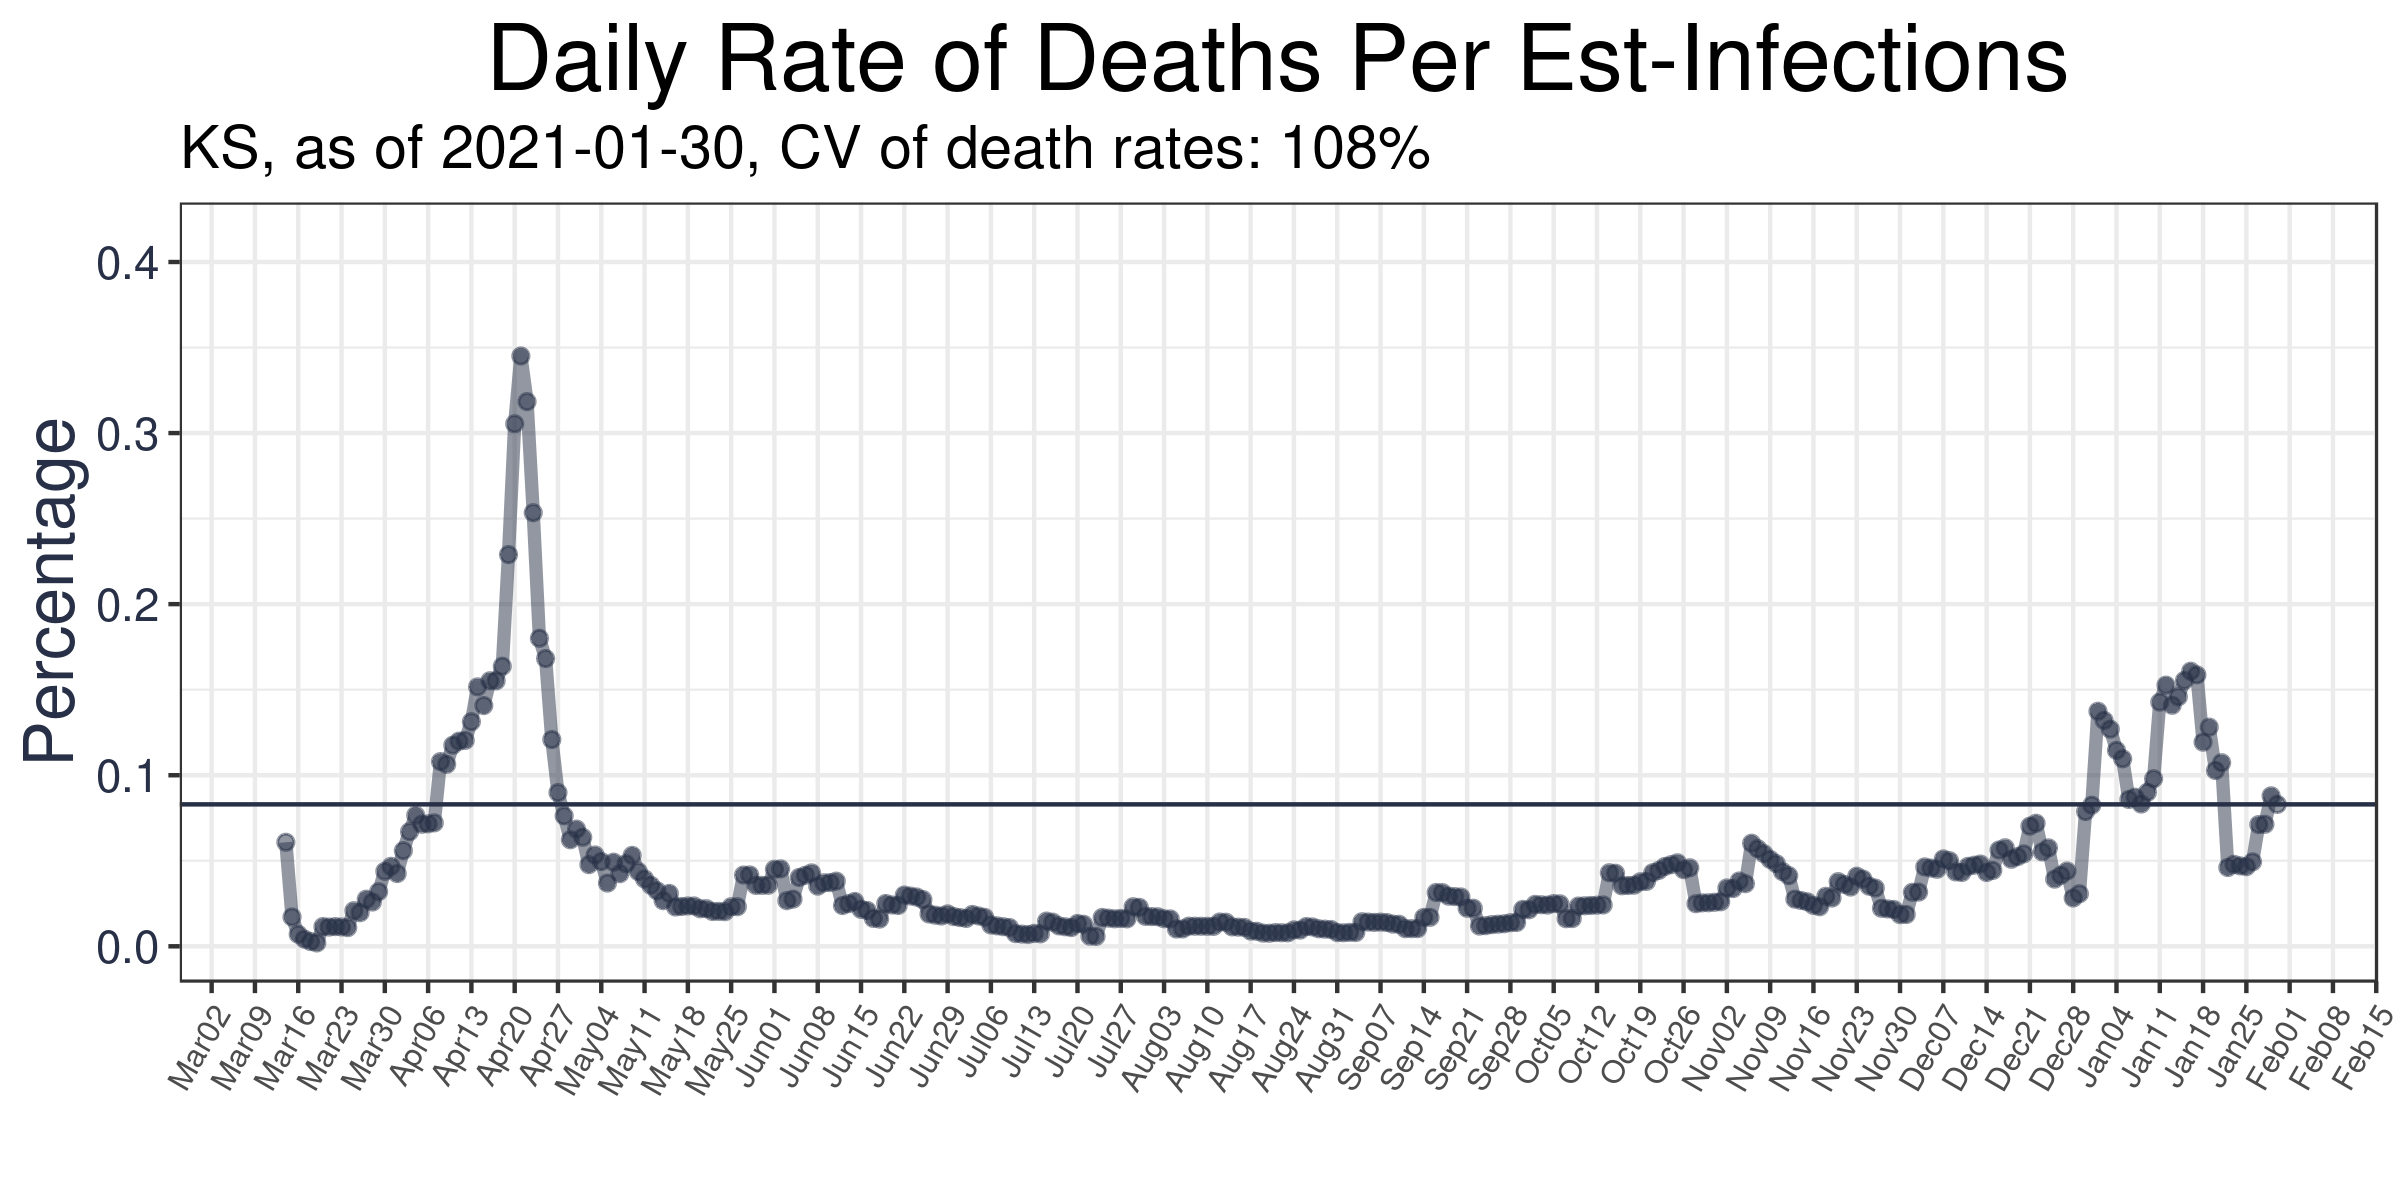 Daily Rate of Deaths Per Est-Infections
KS, as of 2021-01-30, CV of death rates: 108%
Percentage
0.4
0.3
0.2
0.1
0.0
Mar02 Mar09 Mar16 Mar23 Mar30 Apr06 Apr13 Apr20 Apr27 May04 May11 May18 May25 Jun01 Jun08 Jun15 Jun22 Jun29 Jul06 Jul13 Jul20 Jul27 Aug03 Aug10 Aug17 Aug24 Aug31 Sep07 Sep14 Sep21 Sep28 Oct05 Oct12 Oct19 Oct26 Nov02 Nov09 Nov16 Nov23 Nov30 Dec07 Dec14 Dec21 Dec28 Jan04 Jan11 Jan18 Jan25 Feb01 Feb08 Feb15